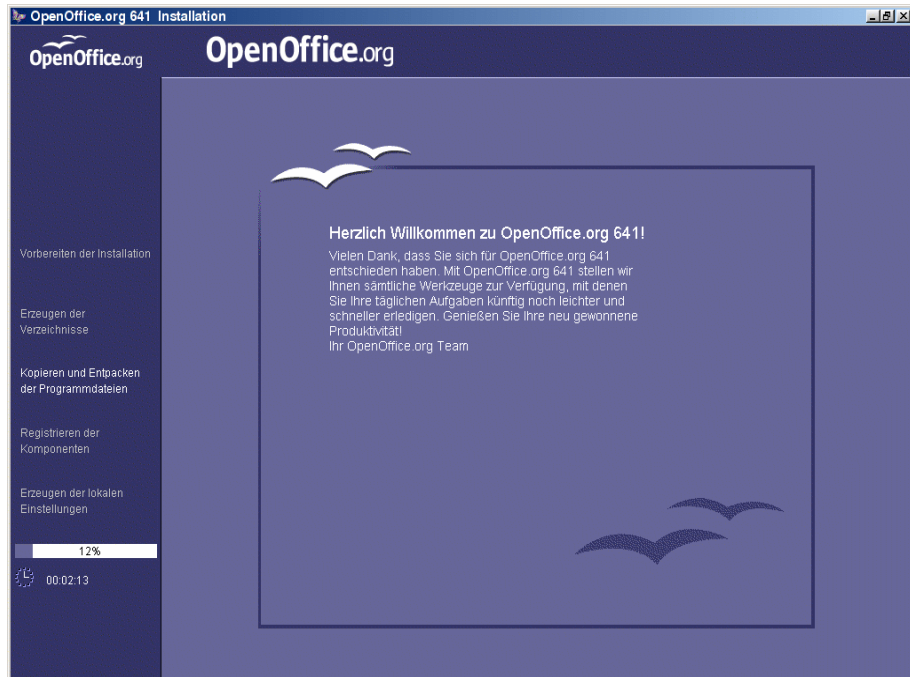 OpenOffice.org 641 Installation
OpenOffice.org
OpenOffice.org
Vorbereiten der Installation
Erzeugen der
Verzeichnisse
Kopieren und Entpacken
der Programmdateien
Registrieren der
Komponenten
Erzeugen der lokalen
Einstellungen
12%
00:02:13
Herzlich Willkommen zu OpenOffice.org 641!
Vielen Dank, dass Sie sich für OpenOffice.org 641
entschieden haben. Mit OpenOffice.org 641 stellen wir
Ihnen sämtliche Werkzeuge zur Verfügung, mit denen
Sie Ihre täglichen Aufgaben künftig noch leichter und
schneller erledigen. Genießen Sie Ihre neu gewonnene
Produktivität!
Ihr OpenOffice.org Team